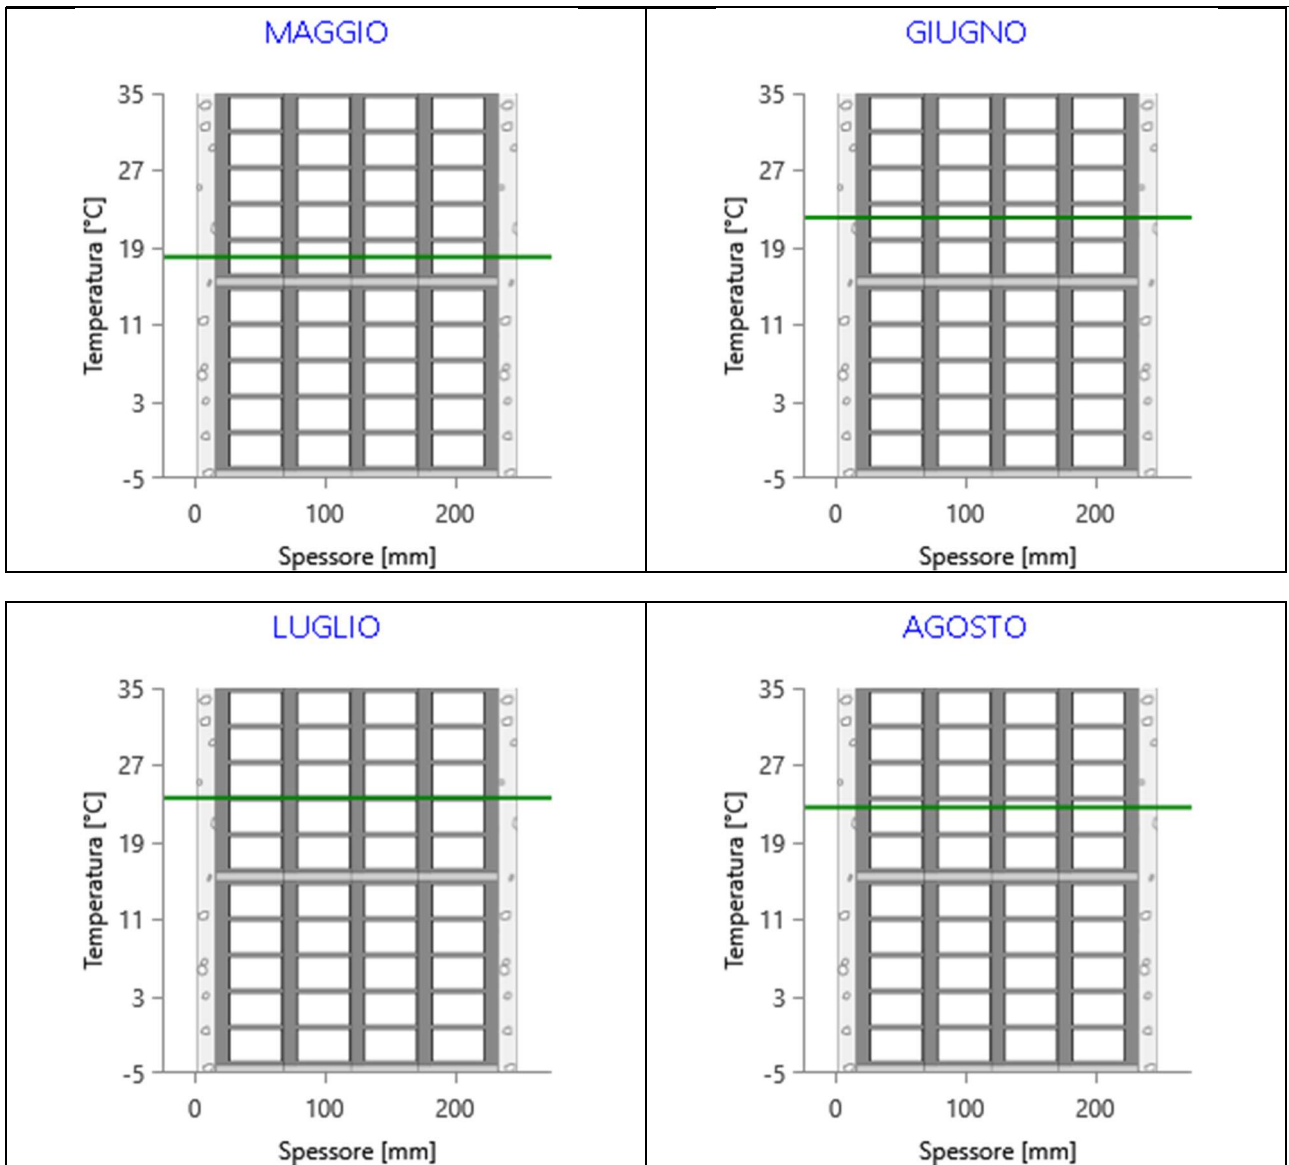 MAGGIO
35
27
19
11
3
-5
Temperatura [°C]
0 100 200
Spessore [mm]
GIUGNO
35
27
19
11
3
-5
Temperatura [°C]
0 100 200
Spessore [mm]
LUGLIO
35
27
19
11
3
-5
Temperatura [°C]
0 100 200
Spessore [mm]
AGOSTO
35
27
19
11
3
-5
Temperatura [°C]
0 100 200
Spessore [mm]